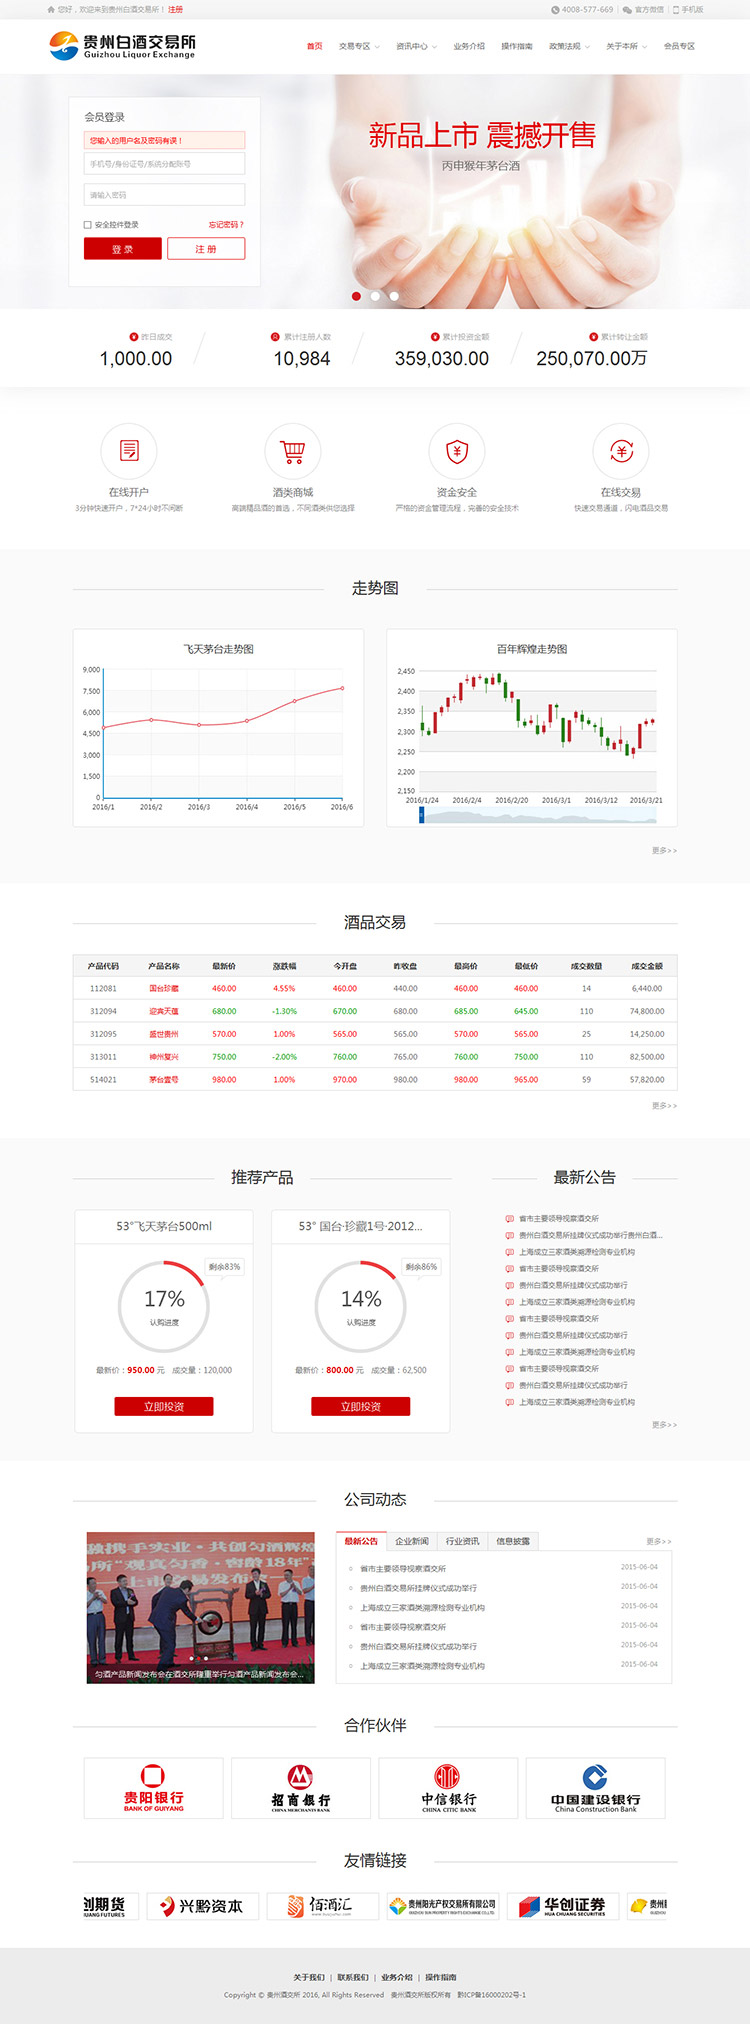 您好，欢迎来到贵州白酒交易所！ 注册
4008-577-669 官方微信 手机版
贵州白酒交易所
Guizhou Liquor Exchange
首页 交易专区 资讯中心 业务介绍 操作指南 政策法规 关于本所 会员专区
会员登录
您输入的用户名及密码有误！
手机号/身份证号/系统分配账号
请输入密码
安全控件登录 忘记密码？
登 录 注 册
新品上市 震撼开售
丙申猴年茅台酒
昨日成交 累计注册人数 累计投资金额 累计转让金额
1,000.00 10,984 359,030.00 250,070.00万
在线开户 酒类商城 资金安全 在线交易
3分钟快速开户，7*24小时不间断 高端精品酒的首选，不同酒类供您选择 严格的资金管理流程，完善的安全技术 快速交易通道，闪电酒品交易
走势图
飞天茅台走势图
9,000
7,500
6,000
4,500
3,000
1,500
0
2016/1 2016/2 2016/3 2016/4 2016/5 2016/6
百年辉煌走势图
2,450
2,400
2,350
2,300
2,250
2,200
2,150
2016/1/24 2016/2/4 2016/2/20 2016/3/1 2016/3/12 2016/3/21
更多>>
酒品交易
产品代码 产品名称 最新价 涨跌幅 今开盘 昨收盘 最高价 最低价 成交数量 成交金额
112081 国台珍藏 460.00 4.55% 460.00 440.00 460.00 460.00 14 6,440.00
312094 迎宾天蕴 680.00 -1.30% 670.00 680.00 685.00 645.00 110 74,800.00
312095 盛世贵州 570.00 1.00% 565.00 565.00 570.00 565.00 25 14,250.00
313011 神州复兴 750.00 -2.00% 760.00 765.00 760.00 750.00 110 82,500.00
514021 茅台壹号 980.00 1.00% 970.00 980.00 980.00 965.00 59 57,820.00
更多>>
推荐产品
53°飞天茅台500ml
剩余83%
17%
认购进度
最新价：950.00 元 成交量：120,000
立即投资
53° 国台·珍藏1号·2012...
剩余86%
14%
认购进度
最新价：800.00 元 成交量：62,500
立即投资
最新公告
省市主要领导视察酒交所
贵州白酒交易所挂牌仪式成功举行贵州白酒...
上海成立三家酒类溯源检测专业机构
省市主要领导视察酒交所
贵州白酒交易所挂牌仪式成功举行
上海成立三家酒类溯源检测专业机构
省市主要领导视察酒交所
贵州白酒交易所挂牌仪式成功举行
上海成立三家酒类溯源检测专业机构
省市主要领导视察酒交所
贵州白酒交易所挂牌仪式成功举行
上海成立三家酒类溯源检测专业机构
更多>>
公司动态
融携手实业·共创匀酒辉煌
所"观真匀香·窖龄18年"
上市交易发布会
匀酒产品新闻发布会在酒交所隆重举行匀酒产品新闻发布会...
最新公告 企业新闻 行业资讯 信息披露 更多>>
省市主要领导视察酒交所 2015-06-04
贵州白酒交易所挂牌仪式成功举行 2015-06-04
上海成立三家酒类溯源检测专业机构 2015-06-04
省市主要领导视察酒交所 2015-06-04
贵州白酒交易所挂牌仪式成功举行 2015-06-04
上海成立三家酒类溯源检测专业机构 2015-06-04
合作伙伴
贵阳银行
BANK OF GUIYANG
招商银行
CHINA MERCHANTS BANK
中信银行
CHINA CITIC BANK
中国建设银行
China Construction Bank
友情链接
创期货
UANG FUTURES
兴黔资本
佰酒汇
贵州阳光产权交易所有限公司
华创证券
HUA CHUANG SECURITIES
贵州
关于我们 | 联系我们 | 业务介绍 | 操作指南
Copyright © 贵州酒交所 2016, All Rights Reserved 贵州酒交所版权所有 黔ICP备16000202号-1